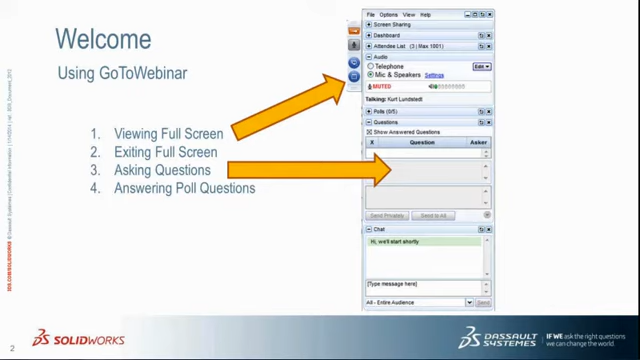 Welcome
Using GoToWebinar
1. Viewing Full Screen
2. Exiting Full Screen
3. Asking Questions
4. Answering Poll Questions
File Options View Help
Screen Sharing
Dashboard
Attendee List (3 | Max 1001)
Audio
Telephone
Edit
Mic & Speakers Settings
MUTED
Talking: Kurt Lundstedt
Polls (0/5)
Questions
Show Answered Questions
X Question Asker
Send Privately Send to All
Chat
Hi, we'll start shortly
[Type message here]
All - Entire Audience Send
2
SOLIDWORKS
DASSAULT SYSTEMES
IF WE ask the right questions
we can change the world.